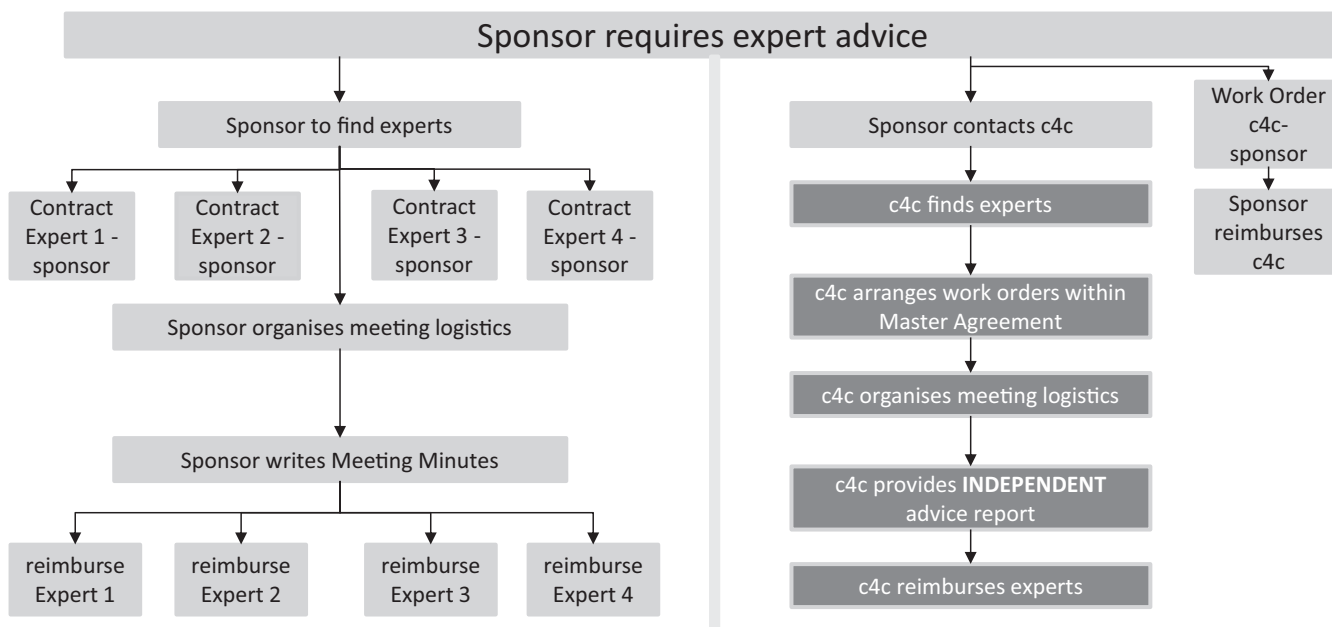 Sponsor requires expert advice
Sponsor to find experts
Contract
Expert 1 -
sponsor
Contract
Expert 2 -
sponsor
Contract
Expert 3 -
sponsor
Contract
Expert 4 -
sponsor
Sponsor organises meeting logistics
Sponsor writes Meeting Minutes
reimburse
Expert 1
reimburse
Expert 2
reimburse
Expert 3
reimburse
Expert 4
Sponsor contacts c4c
c4c finds experts
c4c arranges work orders within
Master Agreement
c4c organises meeting logistics
c4c provides INDEPENDENT
advice report
c4c reimburses experts
Work Order
c4c-
sponsor
Sponsor
reimburses
c4c